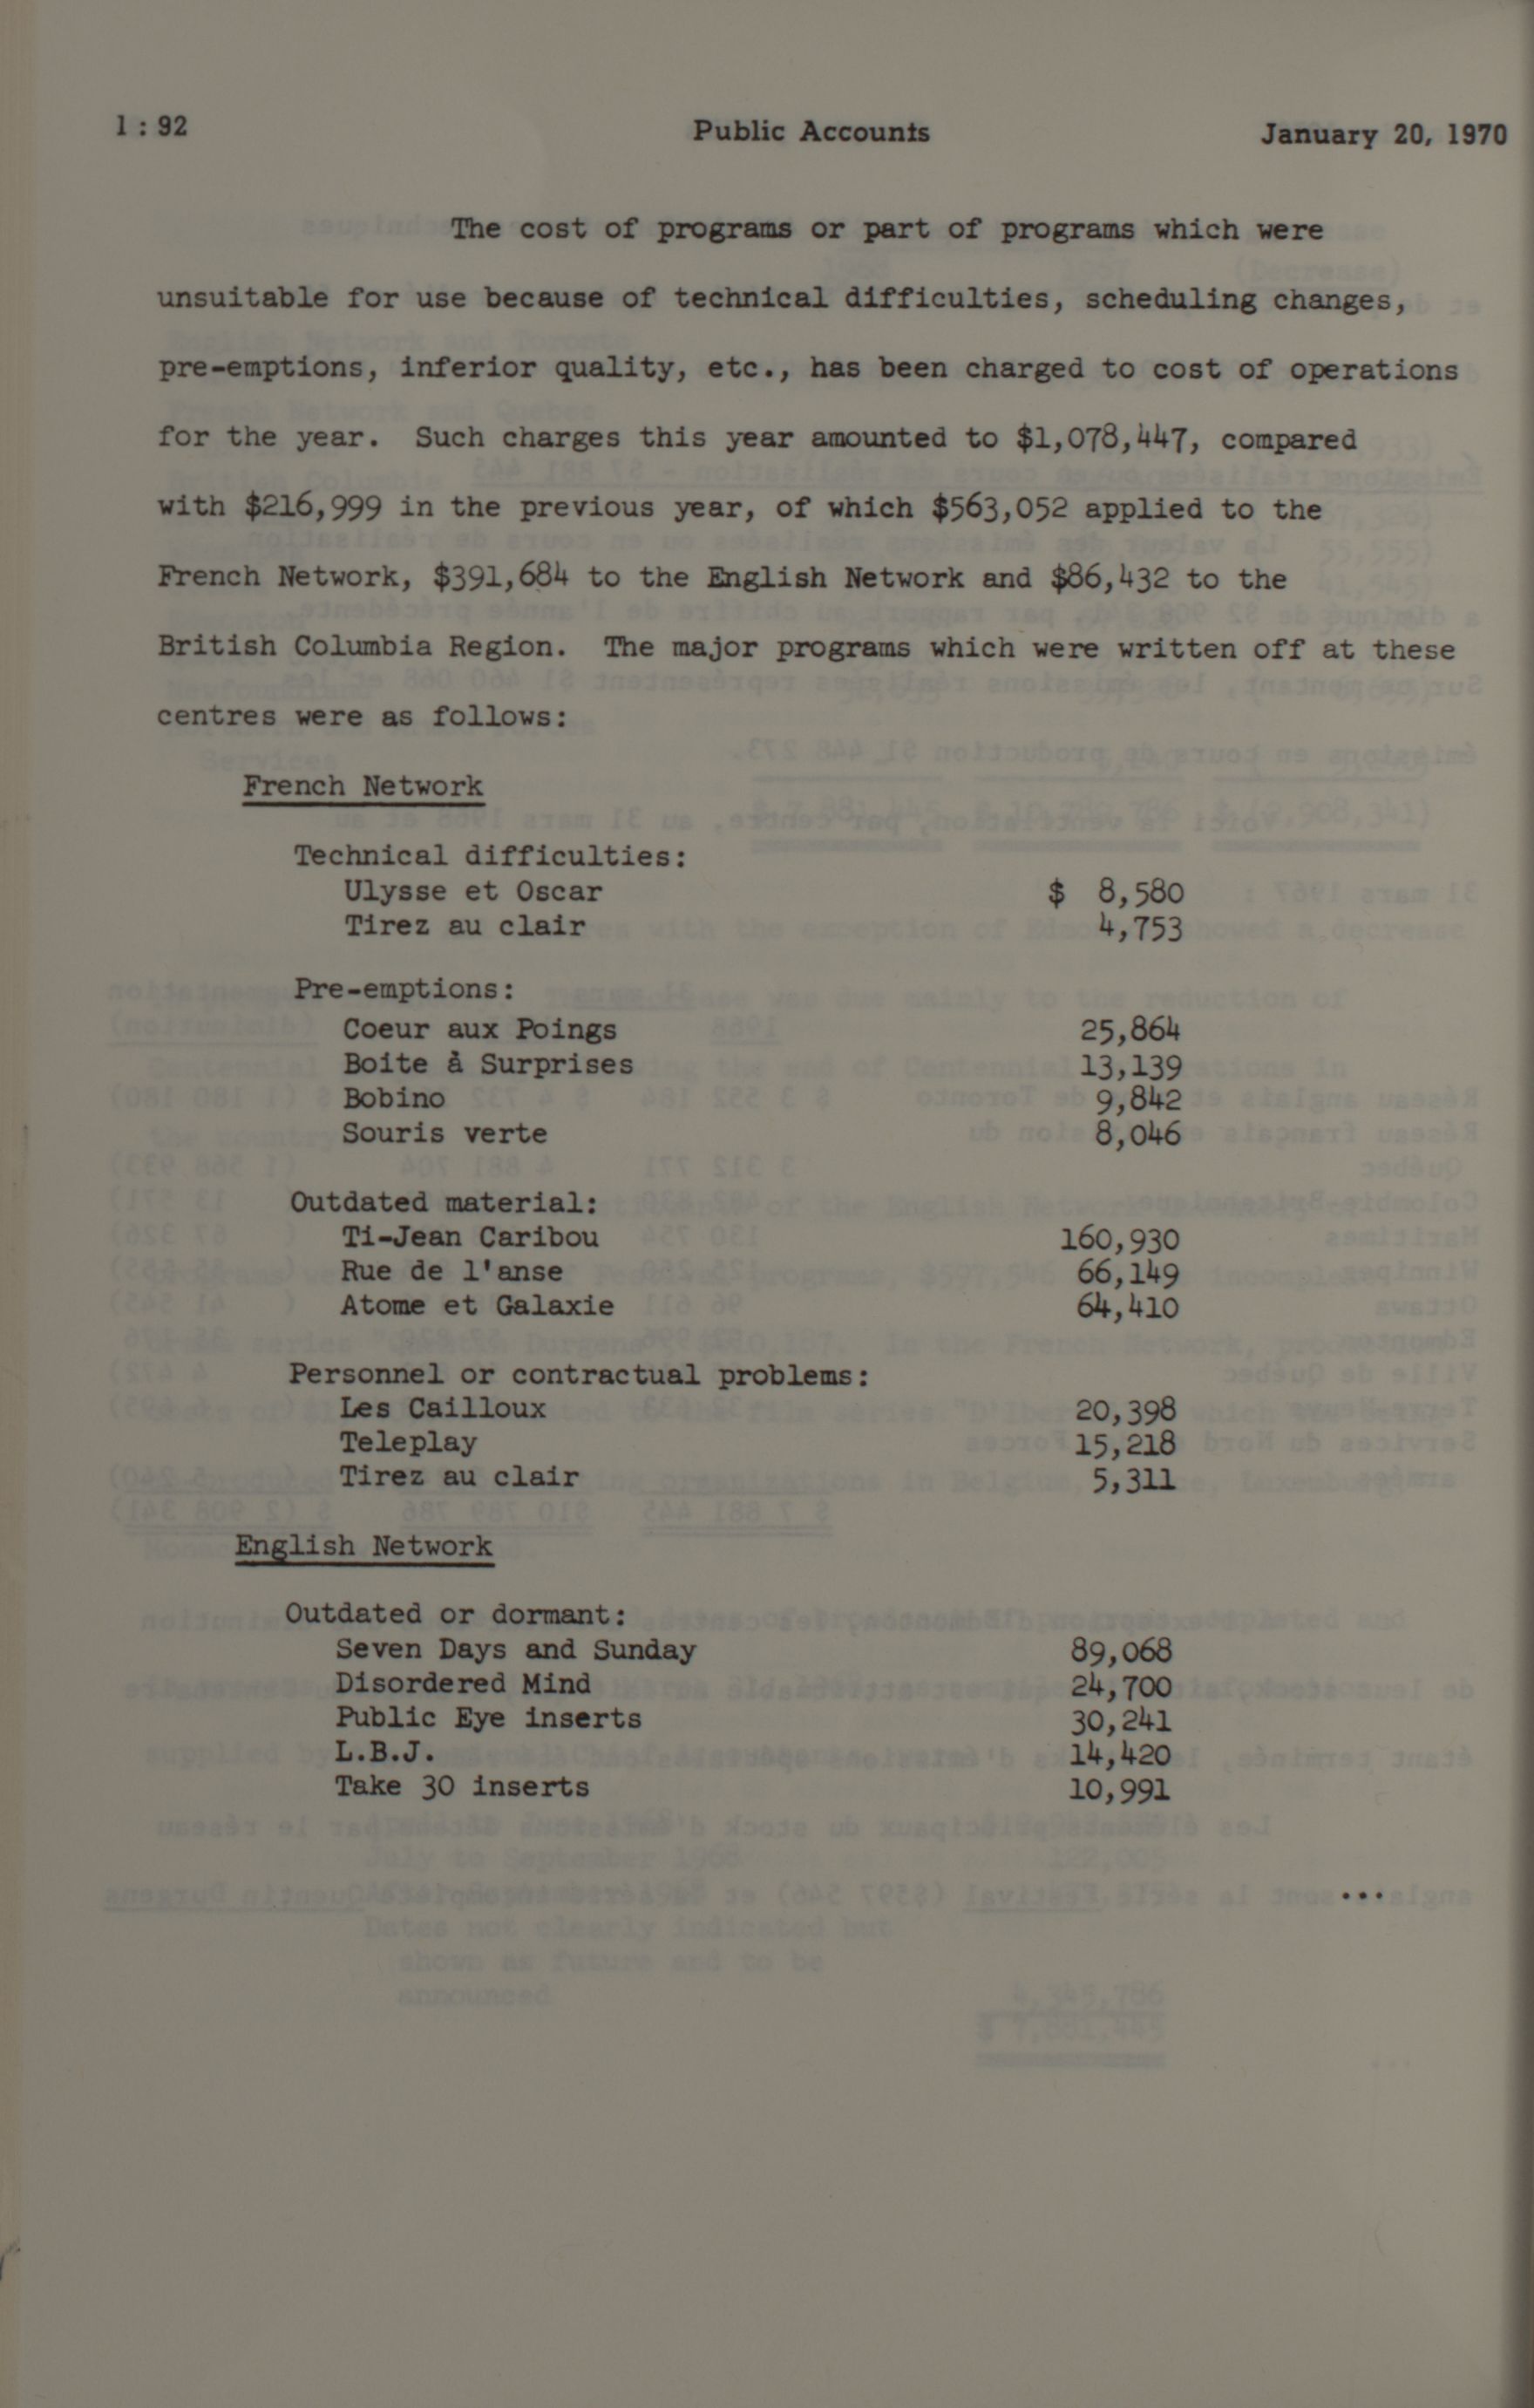 1 : 92 Public Accounts January 20, 1970
The cost of programs or part of programs which were
unsuitable for use because of technical difficulties, scheduling changes,
pre-emptions, inferior quality, etc., has been charged to cost of operations
for the year. Such charges this year amounted to $1,078,447, compared
with $216,999 in the previous year, of which $563,052 applied to the
French Network, $391,684 to the English Network and $86,432 to the
British Columbia Region. The major programs which were written off at these
centres were as follows:
French Network
Technical difficulties:
Ulysse et Oscar $ 8,580
Tirez au clair 4,753
Pre-emptions:
Coeur aux Poings 25,864
Boite à Surprises 13,139
Bobino 9,842
Souris verte 8,046
Outdated material:
Ti-Jean Caribou 160,930
Rue de l'anse 66,149
Atome et Galaxie 64,410
Personnel or contractual problems:
Les Cailloux 20,398
Teleplay 15,218
Tirez au clair 5,311
English Network
Outdated or dormant:
Seven Days and Sunday 89,068
Disordered Mind 24,700
Public Eye inserts 30,241
L.B.J. 14,420
Take 30 inserts 10,991
...